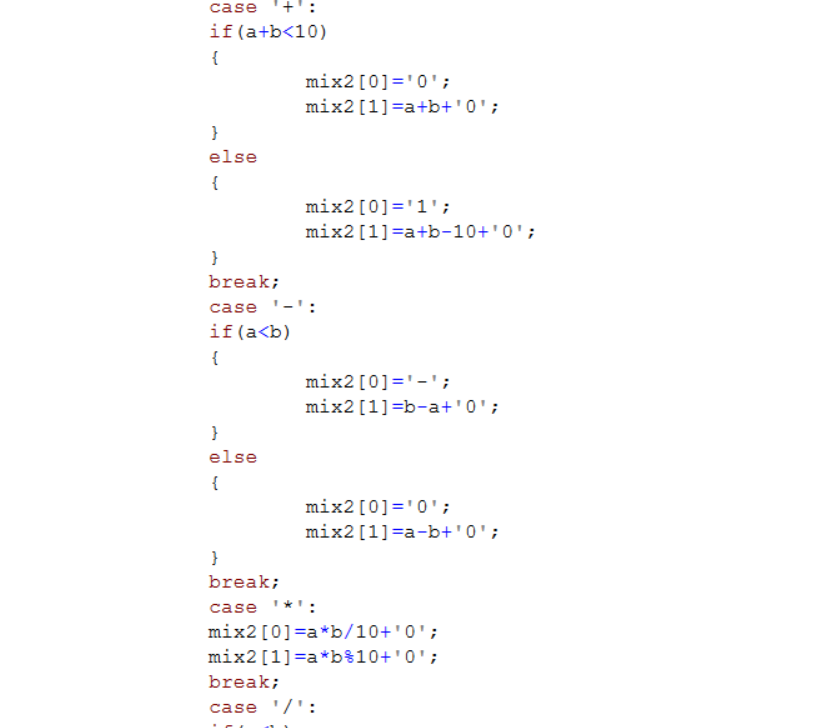 case '+':
if(a+b<10)
{
mix2[0]='0';
mix2[1]=a+b+'0';
}
else
{
mix2[0]='1';
mix2[1]=a+b-10+'0';
}
break;
case '-':
if(a<b)
{
mix2[0]='-';
mix2[1]=b-a+'0';
}
else
{
mix2[0]='0';
mix2[1]=a-b+'0';
}
break;
case '*':
mix2[0]=a*b/10+'0';
mix2[1]=a*b%10+'0';
break;
case '/':